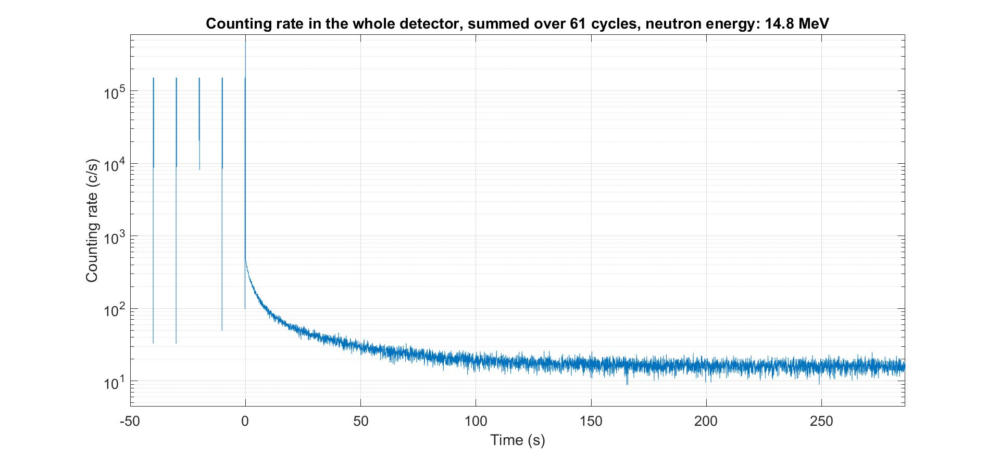 Counting rate in the whole detector, summed over 61 cycles, neutron energy: 14.8 MeV
Counting rate (c/s)
10^5
10^4
10^3
10^2
10^1
-50 0 50 100 150 200 250
Time (s)